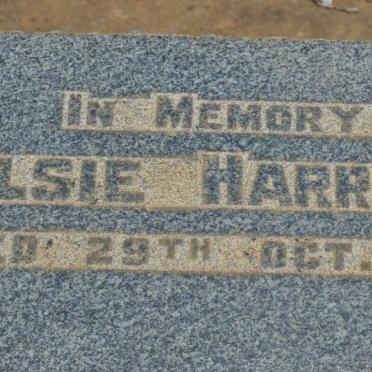 IN MEMORY
LSIE HARR
D 29TH OCT.